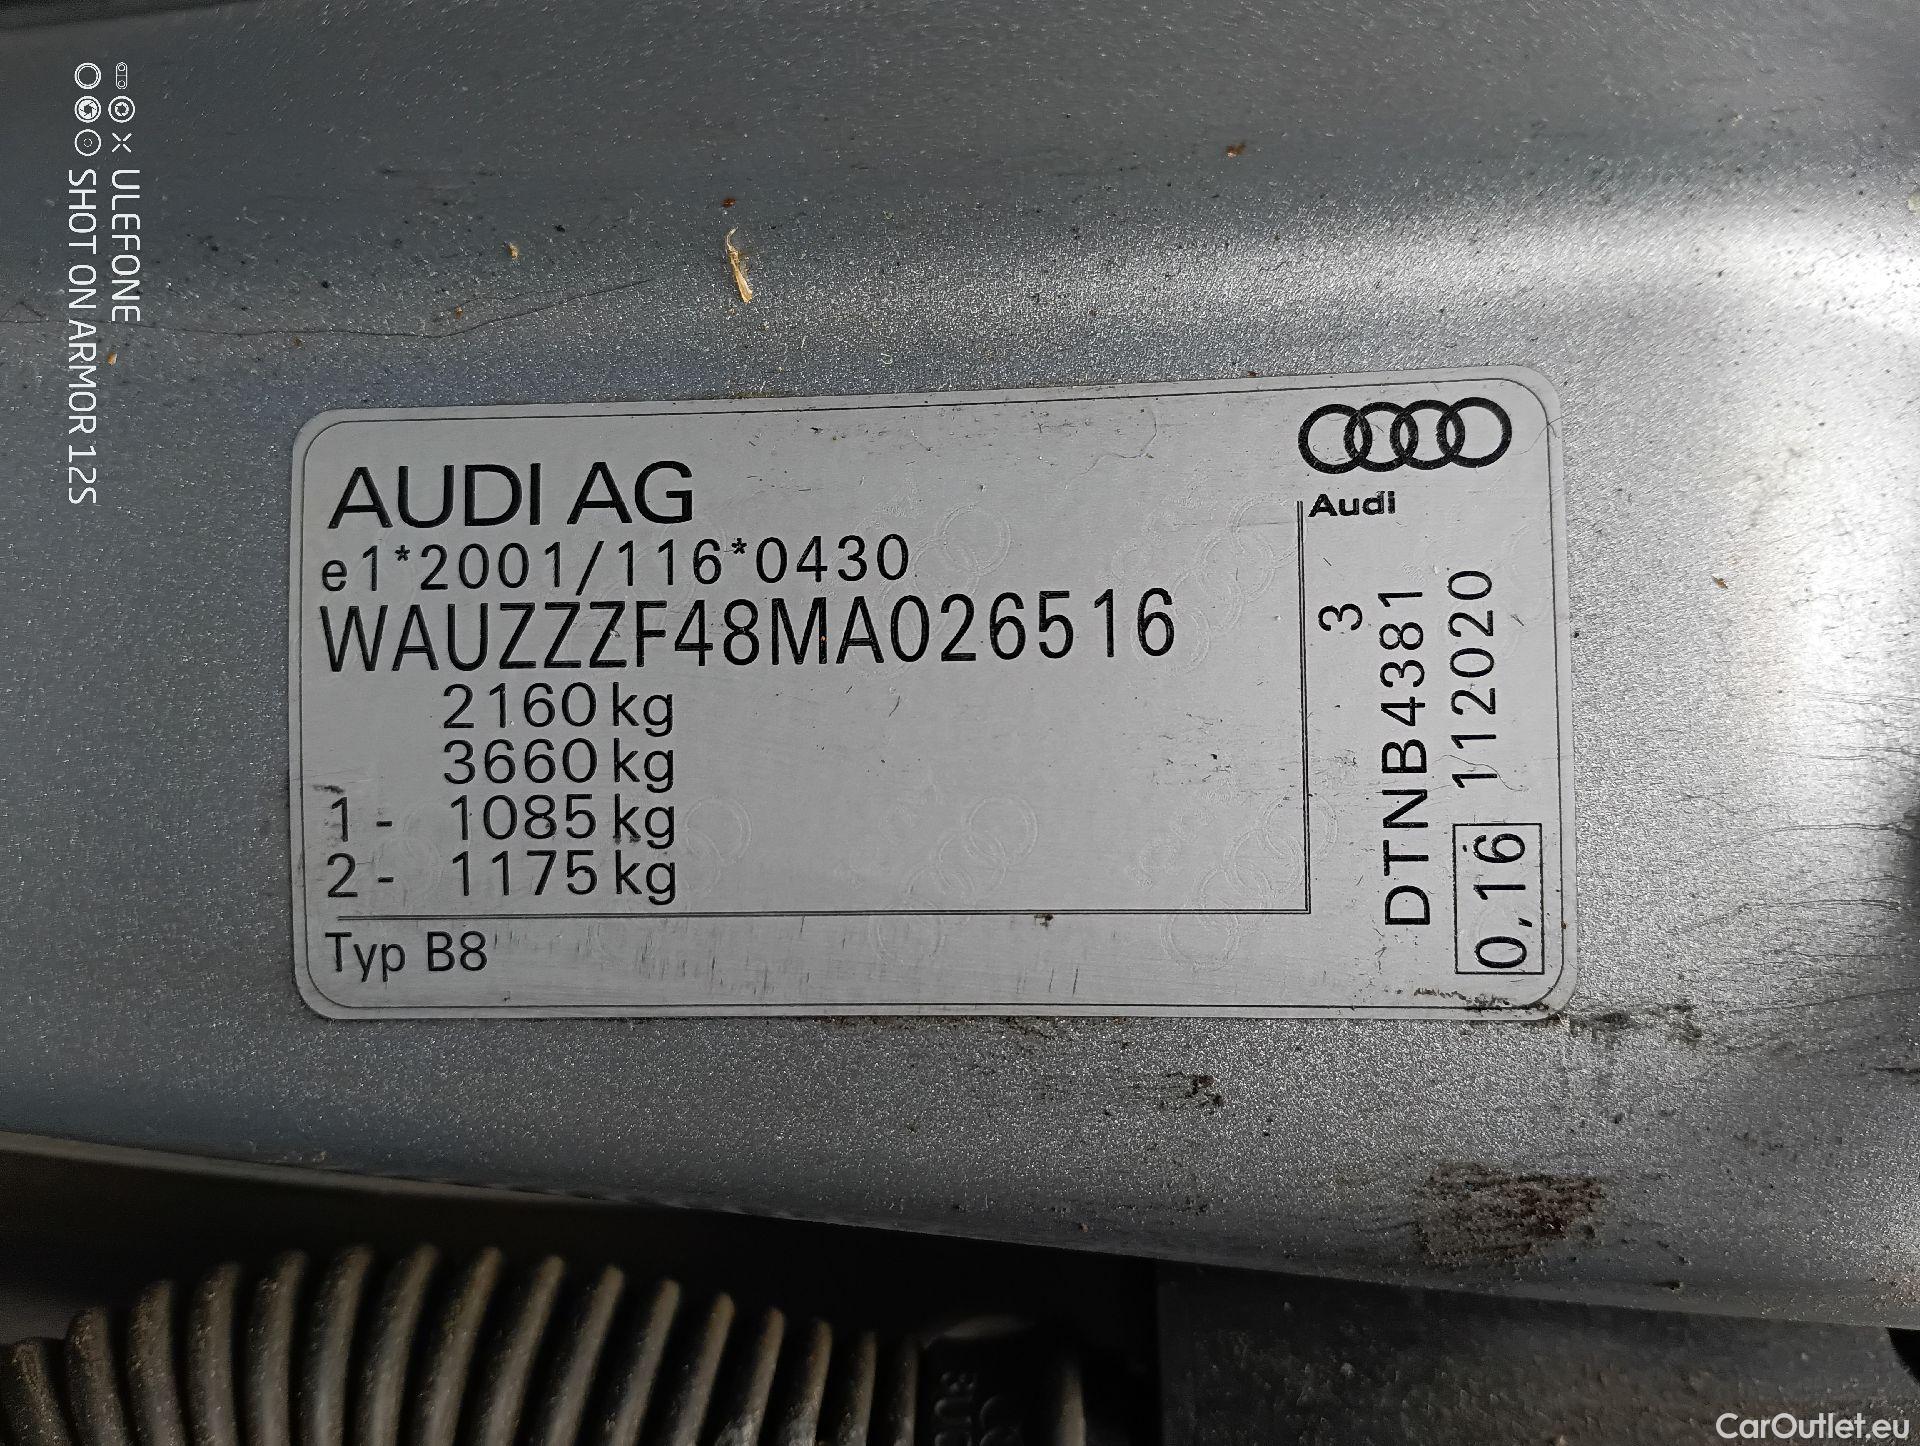 ULEFONE
SHOT ON ARMOR 12S
Audi
AUDI AG
e1*2001/116*0430
WAUZZZF48MA026516
2160 kg
3660 kg
1 - 1085 kg
2 - 1175 kg
Typ B8
3
DTNB4381
0,16 112020
CarOutlet.eu